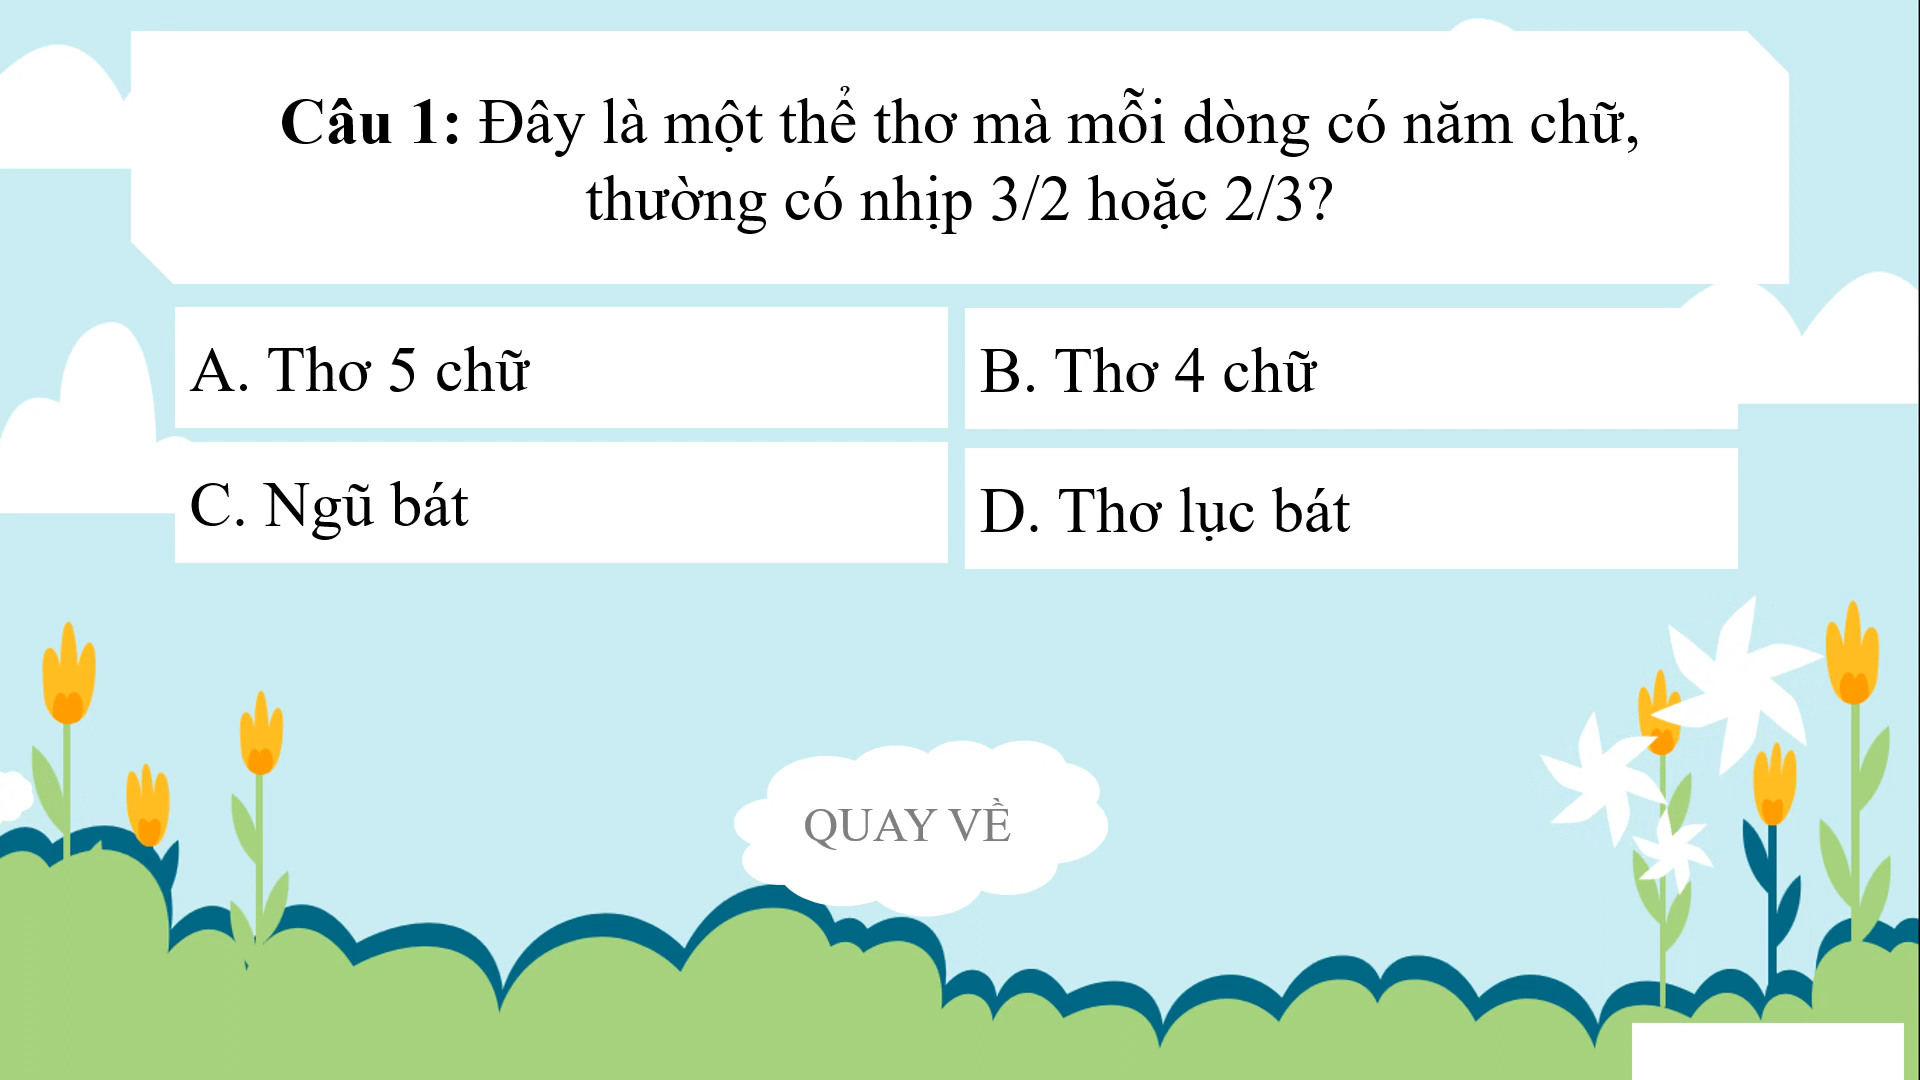 Câu 1: Đây là một thể thơ mà mỗi dòng có năm chữ,
thường có nhịp 3/2 hoặc 2/3?
A. Thơ 5 chữ
B. Thơ 4 chữ
C. Ngũ bát
D. Thơ lục bát
QUAY VỀ